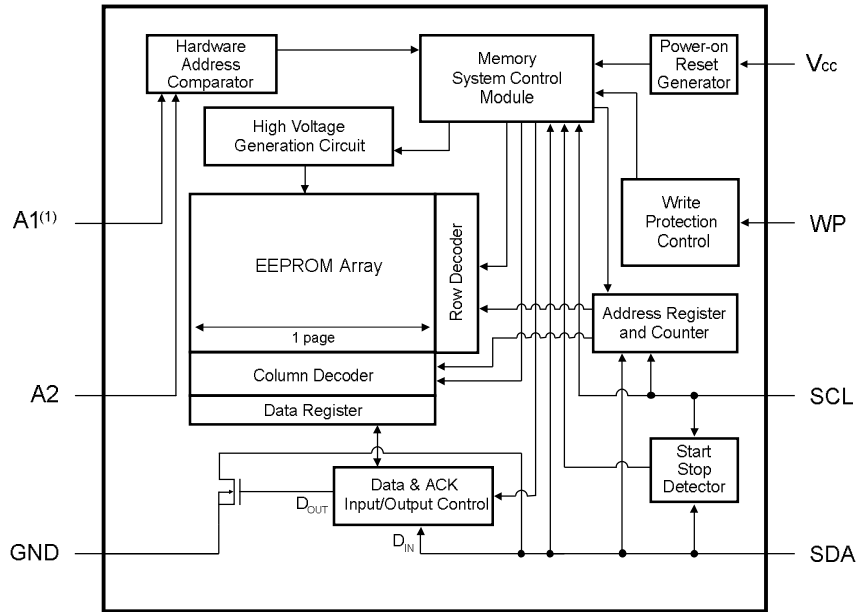 Hardware
Address
Comparator
Memory
System Control
Module
Power-on
Reset
Generator
Vcc
High Voltage
Generation Circuit
A1(1)
EEPROM Array
1 page
Row Decoder
Write
Protection
Control
WP
Address Register
and Counter
Column Decoder
Data Register
A2
SCL
Start
Stop
Detector
Data & ACK
Input/Output Control
DOUT
DIN
GND
SDA